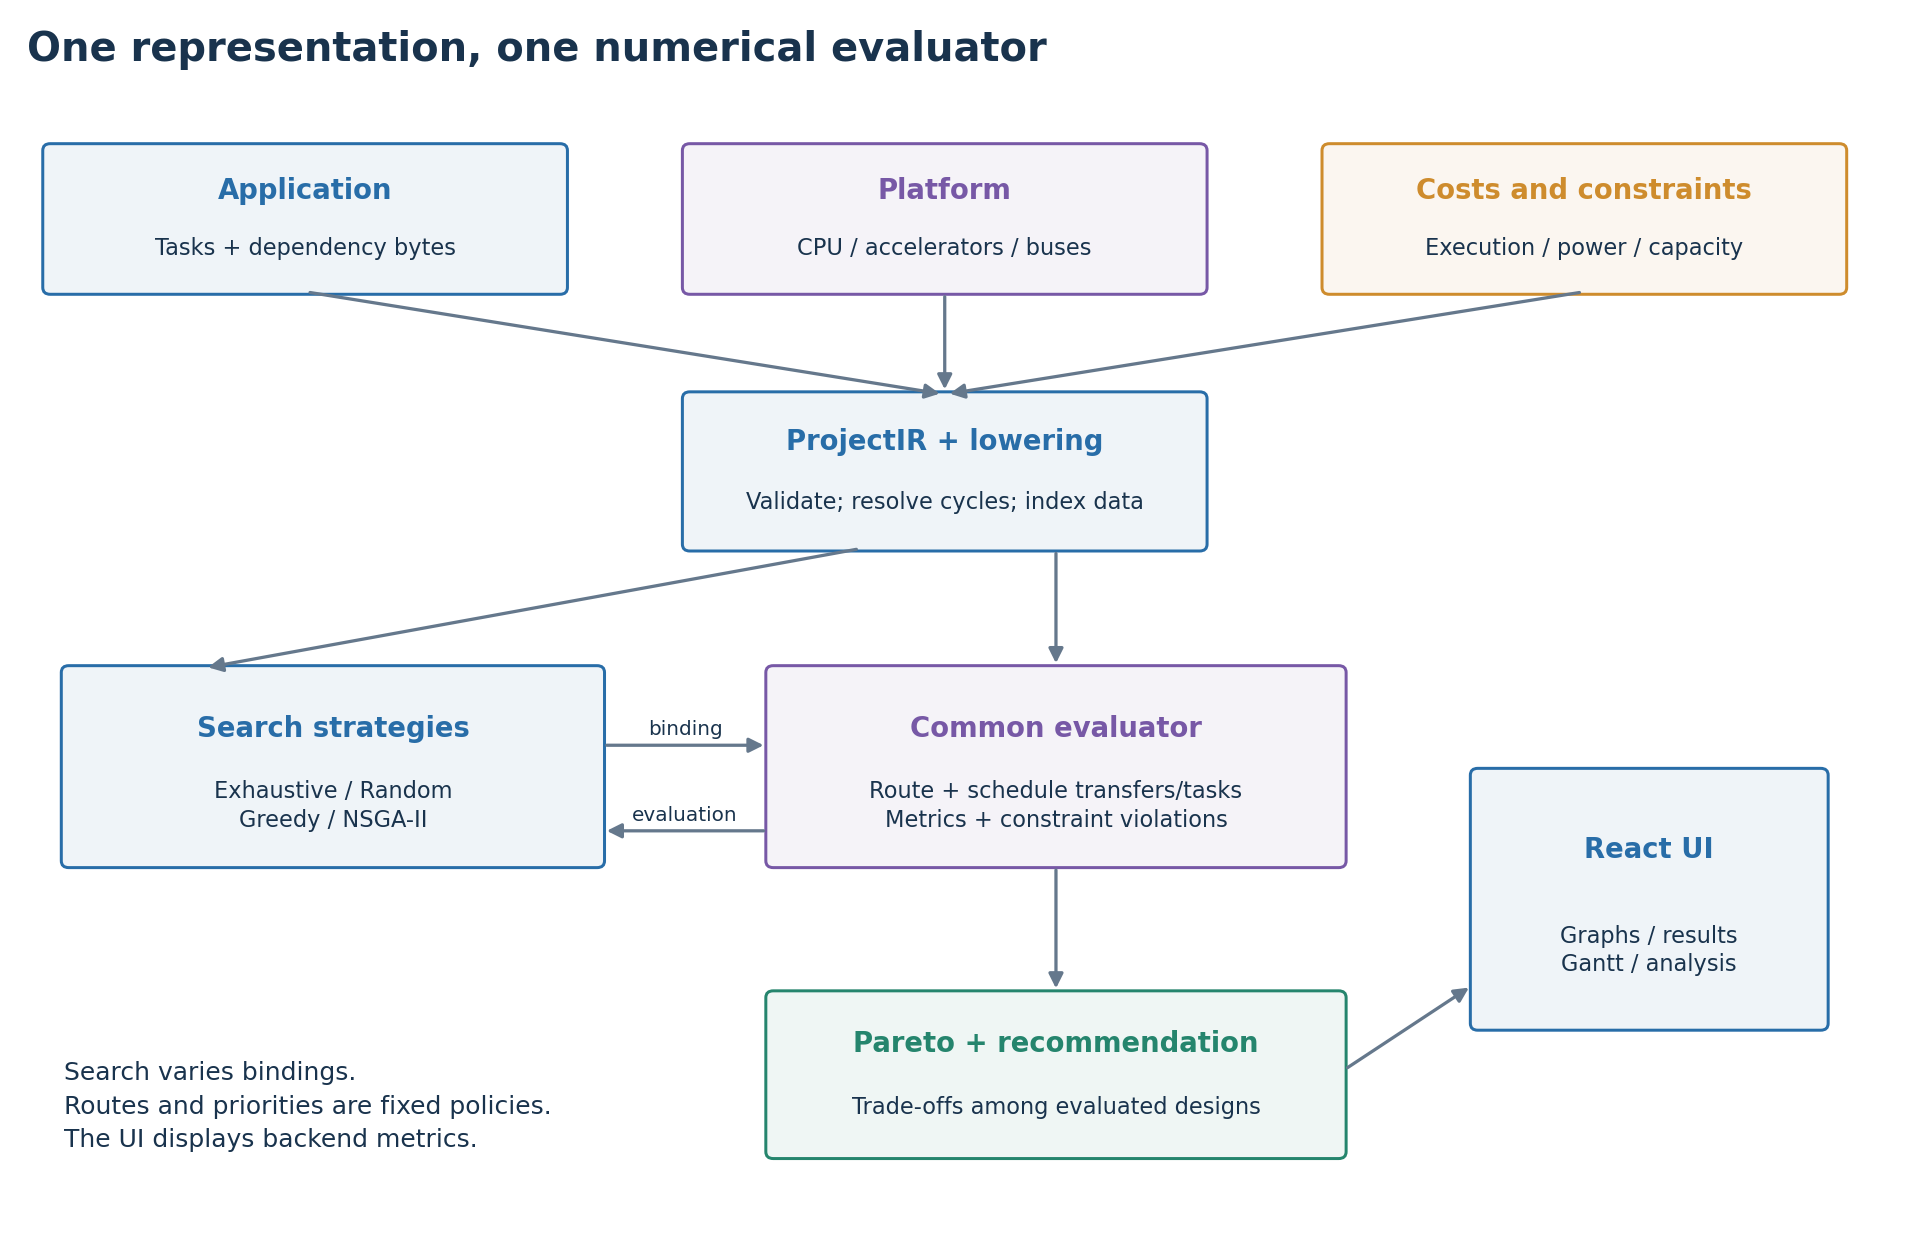 One representation, one numerical evaluator
Application
Tasks + dependency bytes
Platform
CPU / accelerators / buses
Costs and constraints
Execution / power / capacity
ProjectIR + lowering
Validate; resolve cycles; index data
Search strategies
Exhaustive / Random
Greedy / NSGA-II
binding
evaluation
Common evaluator
Route + schedule transfers/tasks
Metrics + constraint violations
React UI
Graphs / results
Gantt / analysis
Pareto + recommendation
Trade-offs among evaluated designs
Search varies bindings.
Routes and priorities are fixed policies.
The UI displays backend metrics.